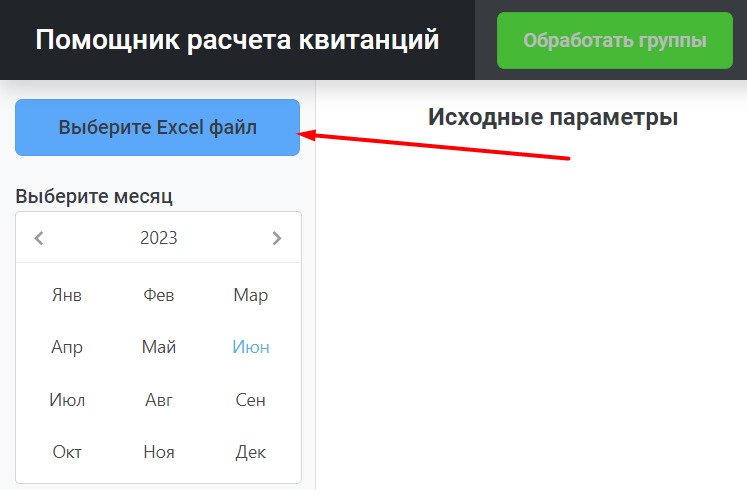 Помощник расчета квитанций
Обработать группы
Выберите Excel файл
Исходные параметры
Выберите месяц
2023
Янв Фев Мар
Апр Май Июн
Июл Авг Сен
Окт Ноя Дек